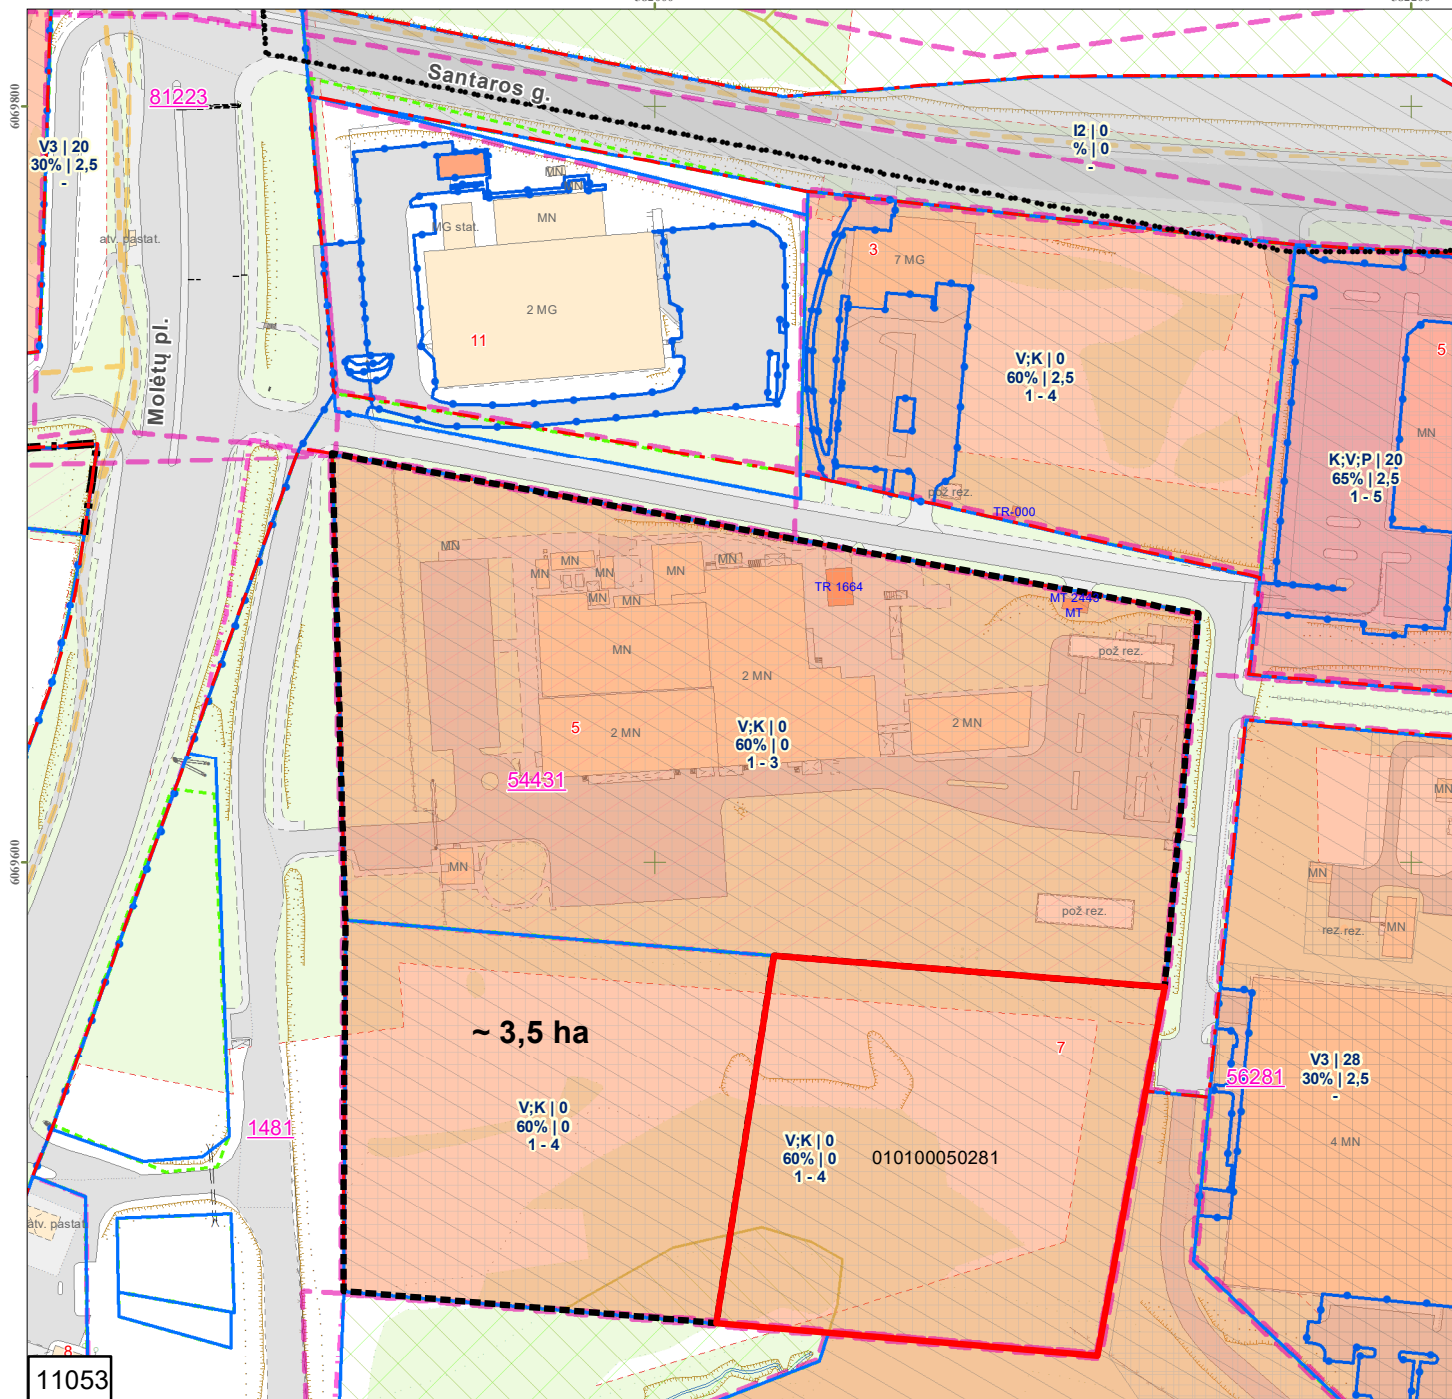 6069800
81223
Santaros g.
V3 | 20
30% | 2,5
-
I2 | 0
% | 0
-
atv. pastat.
MN
MN
MN
MG stat.
2 MG
11
3
7 MG
Molėtų pl.
V;K | 0
60% | 2,5
1 - 4
5
MN
K;V;P | 20
65% | 2,5
1 - 5
pož rez.
TR-000
MN
MN
MN
MN
MN
MN
MN
MN
TR 1664
MT 2443
MT
MN
2 MN
pož rez.
5
2 MN
V;K | 0
60% | 0
1 - 3
2 MN
54431
MN
6069600
MN
MN
pož rez.
rez.rez.
MN
~ 3,5 ha
7
V3 | 28
30% | 2,5
-
56281
1481
V;K | 0
60% | 0
1 - 4
V;K | 0
60% | 0
1 - 4
010100050281
4 MN
atv. pastat
8
11053